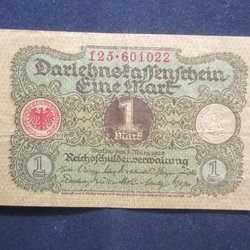 125·601022
Darlehnskassenschein
Eine Mark
1
Mark
Berlin, den 1. März 1920
Reichsschuldenverwaltung
1
1